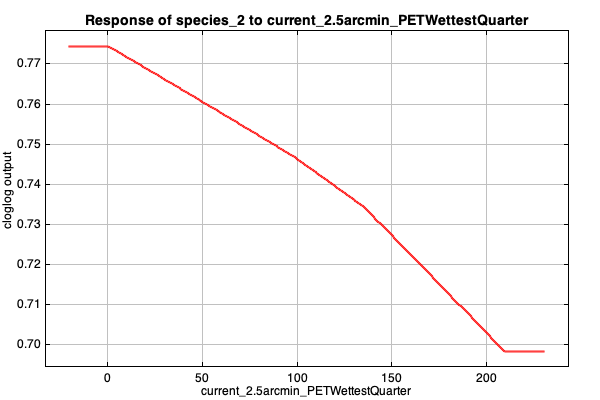 Response of species_2 to current_2.5arcmin_PETWettestQuarter
cloglog output
0.77
0.76
0.75
0.74
0.73
0.72
0.71
0.70
0 50 100 150 200
current_2.5arcmin_PETWettestQuarter